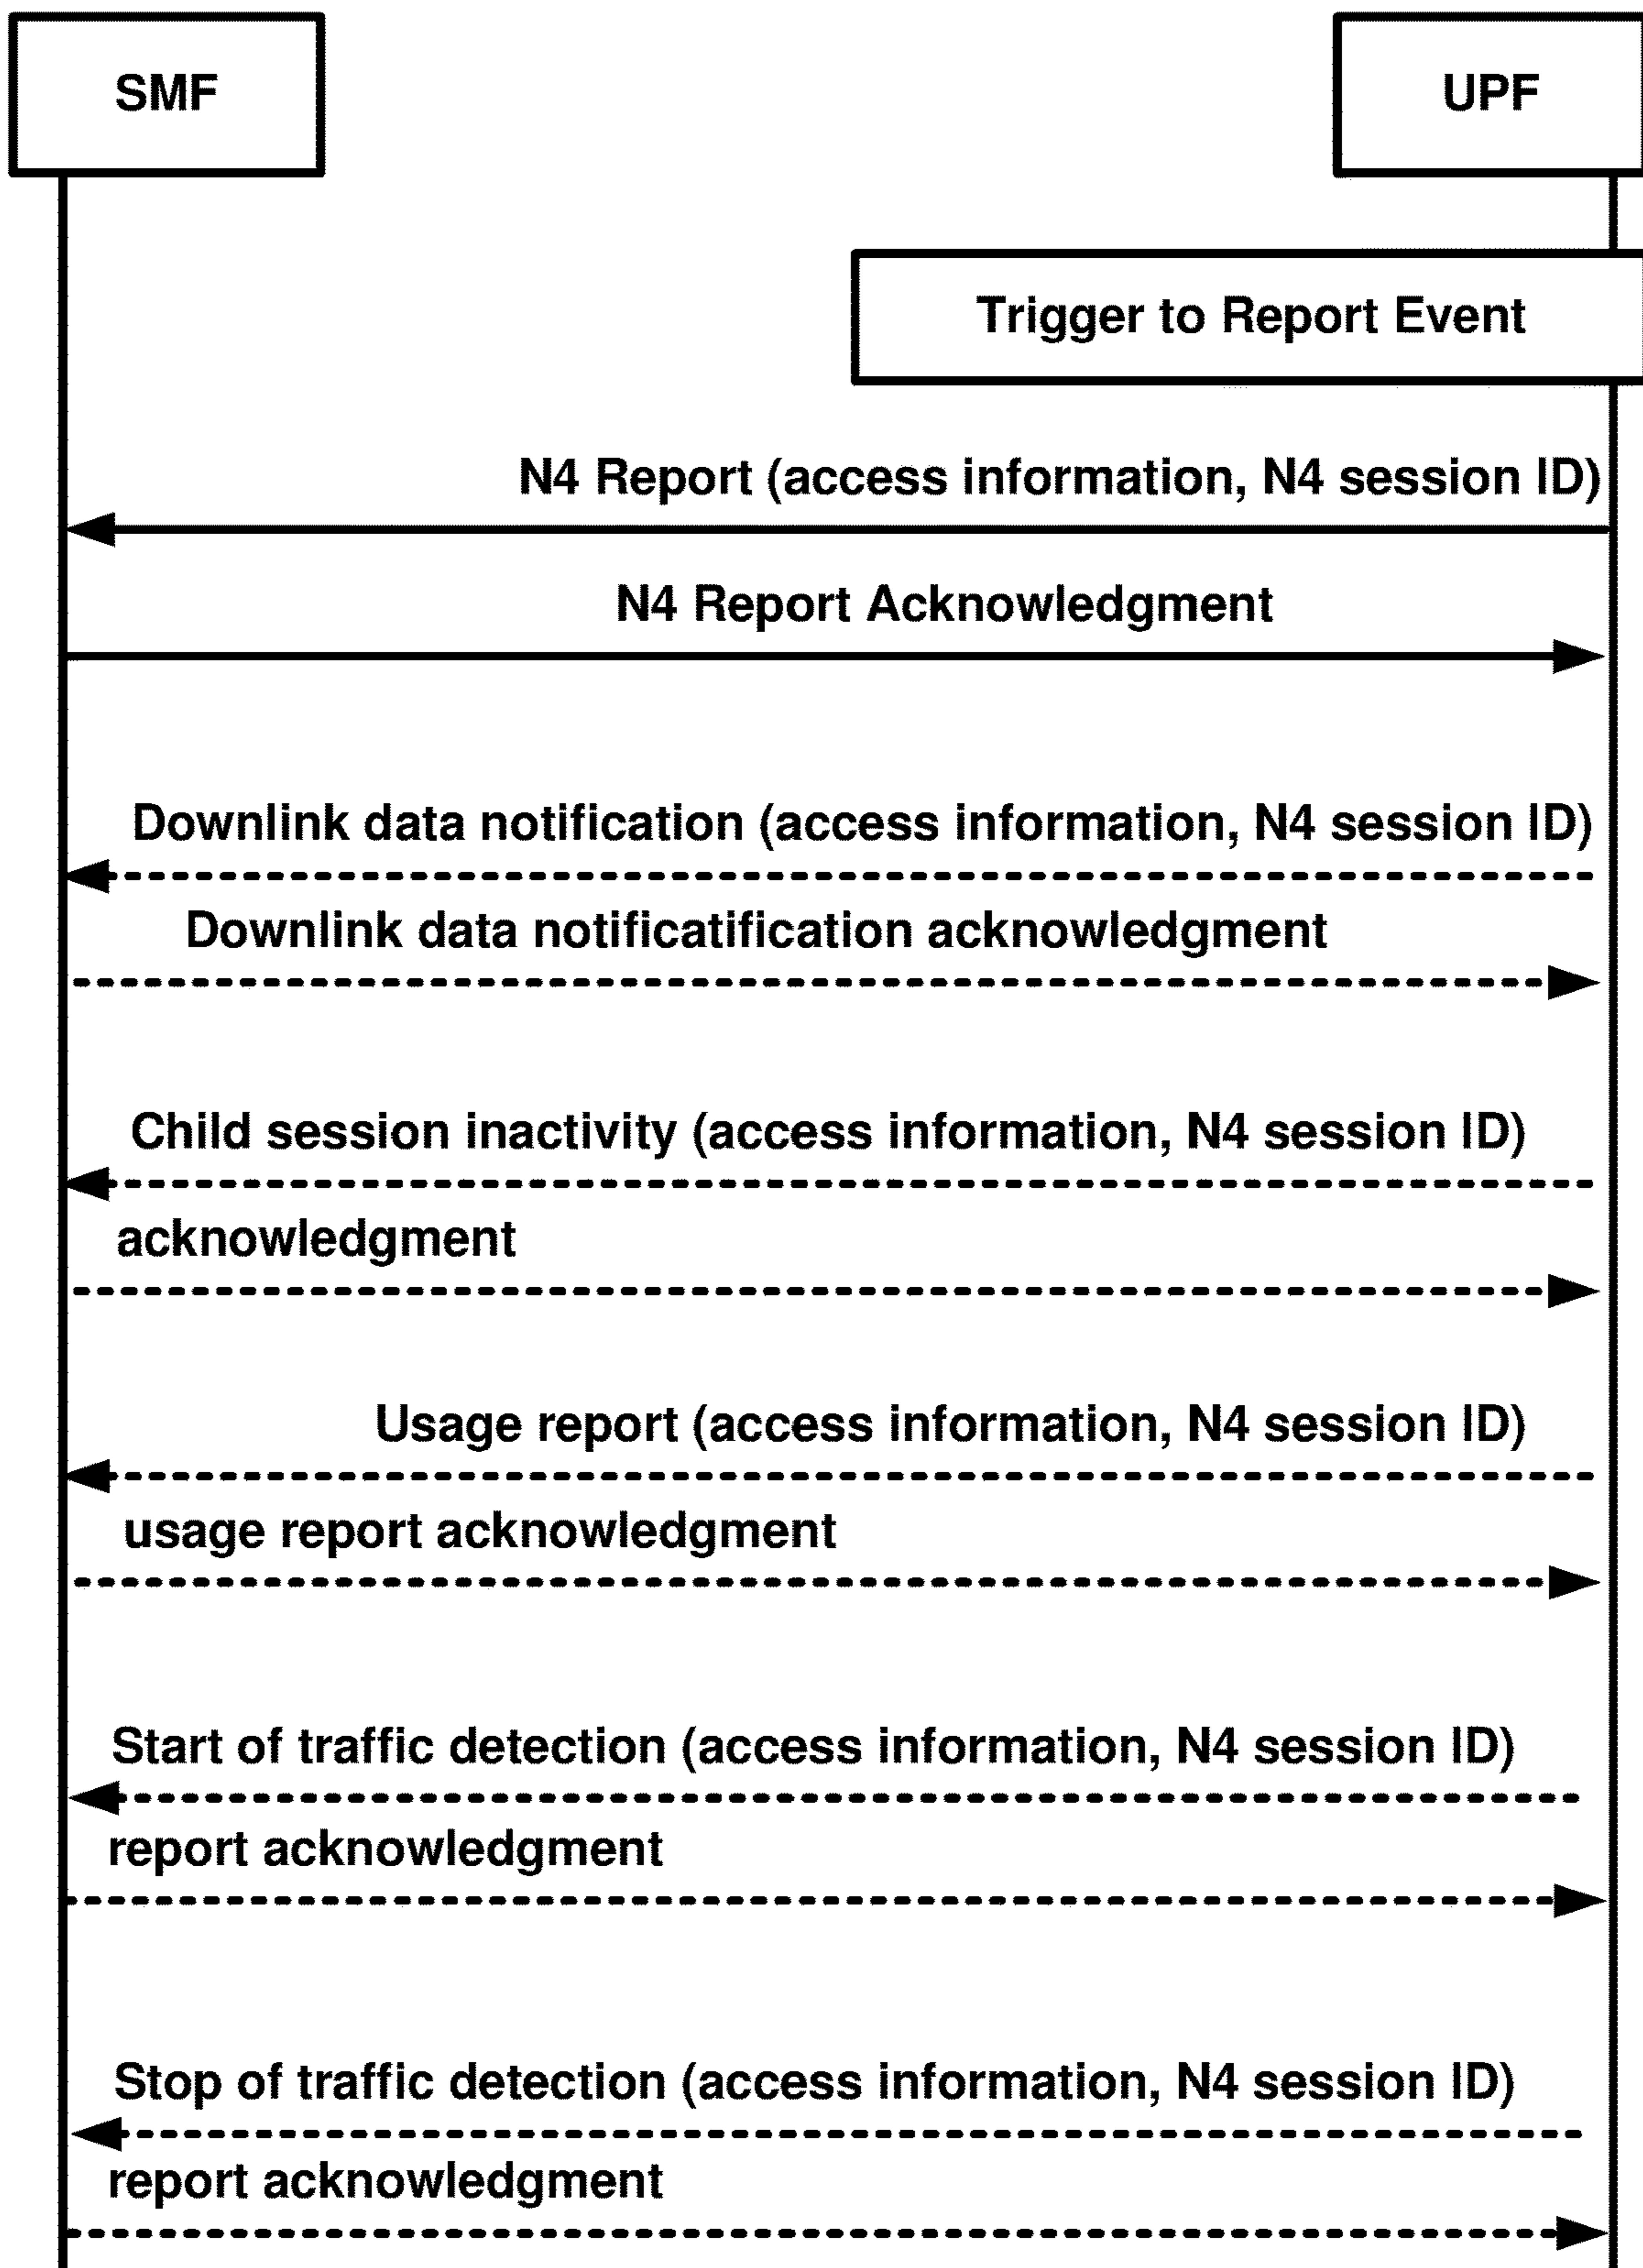 SMF
UPF
Trigger to Report Event
N4 Report (access information, N4 session ID)
N4 Report Acknowledgment
Downlink data notification (access information, N4 session ID)
Downlink data notificatification acknowledgment
Child session inactivity (access information, N4 session ID)
acknowledgment
Usage report (access information, N4 session ID)
usage report acknowledgment
Start of traffic detection (access information, N4 session ID)
report acknowledgment
Stop of traffic detection (access information, N4 session ID)
report acknowledgment